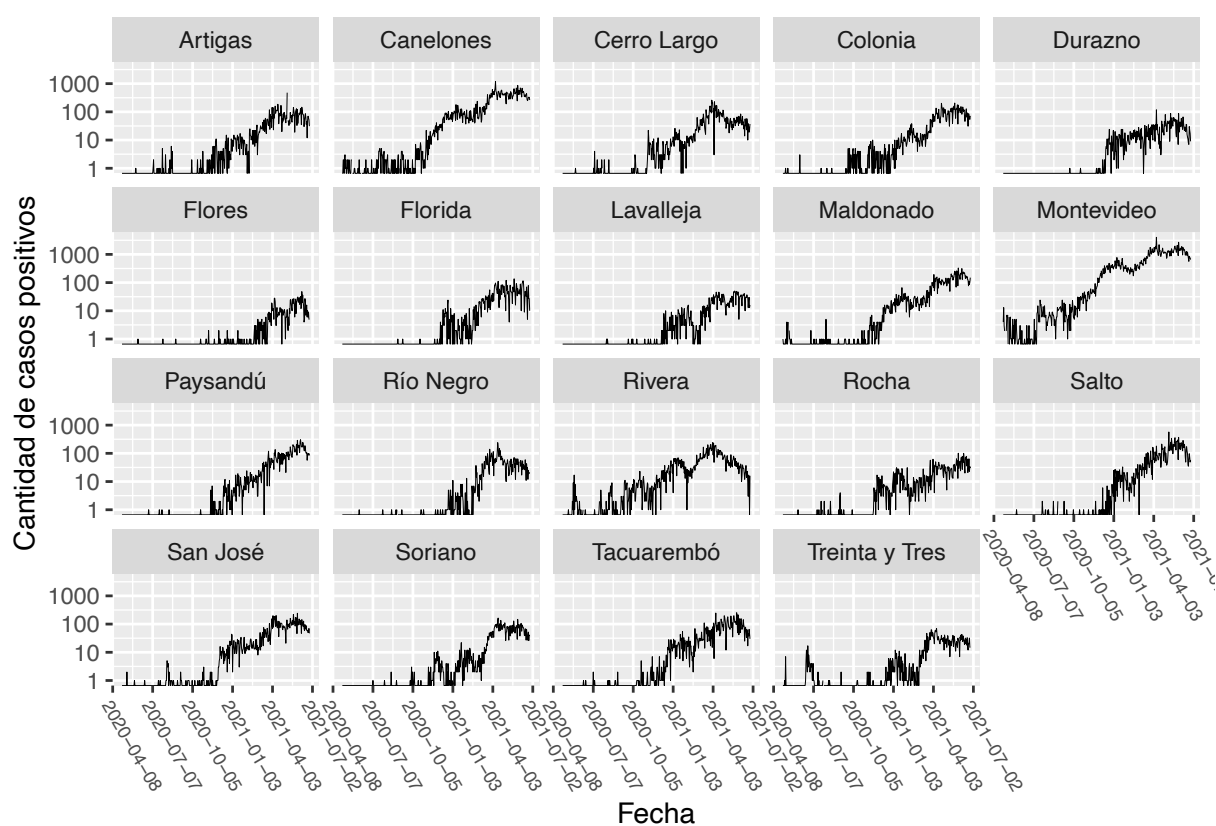 Artigas Canelones Cerro Largo Colonia Durazno
1000
100
10
1
Flores Florida Lavalleja Maldonado Montevideo
1000
100
10
1
Paysandú Río Negro Rivera Rocha Salto
1000
100
10
1
2020−04−08 2020−07−07 2020−10−05 2021−01−03 2021−04−03 2021−0
San José Soriano Tacuarembó Treinta y Tres
1000
100
10
1
2020−04−08 2020−07−07 2020−10−05 2021−01−03 2021−04−03 2021−07−02
2020−04−08 2020−07−07 2020−10−05 2021−01−03 2021−04−03 2021−07−02
2020−04−08 2020−07−07 2020−10−05 2021−01−03 2021−04−03 2021−07−02
2020−04−08 2020−07−07 2020−10−05 2021−01−03 2021−04−03 2021−07−02
Fecha
Cantidad de casos positivos